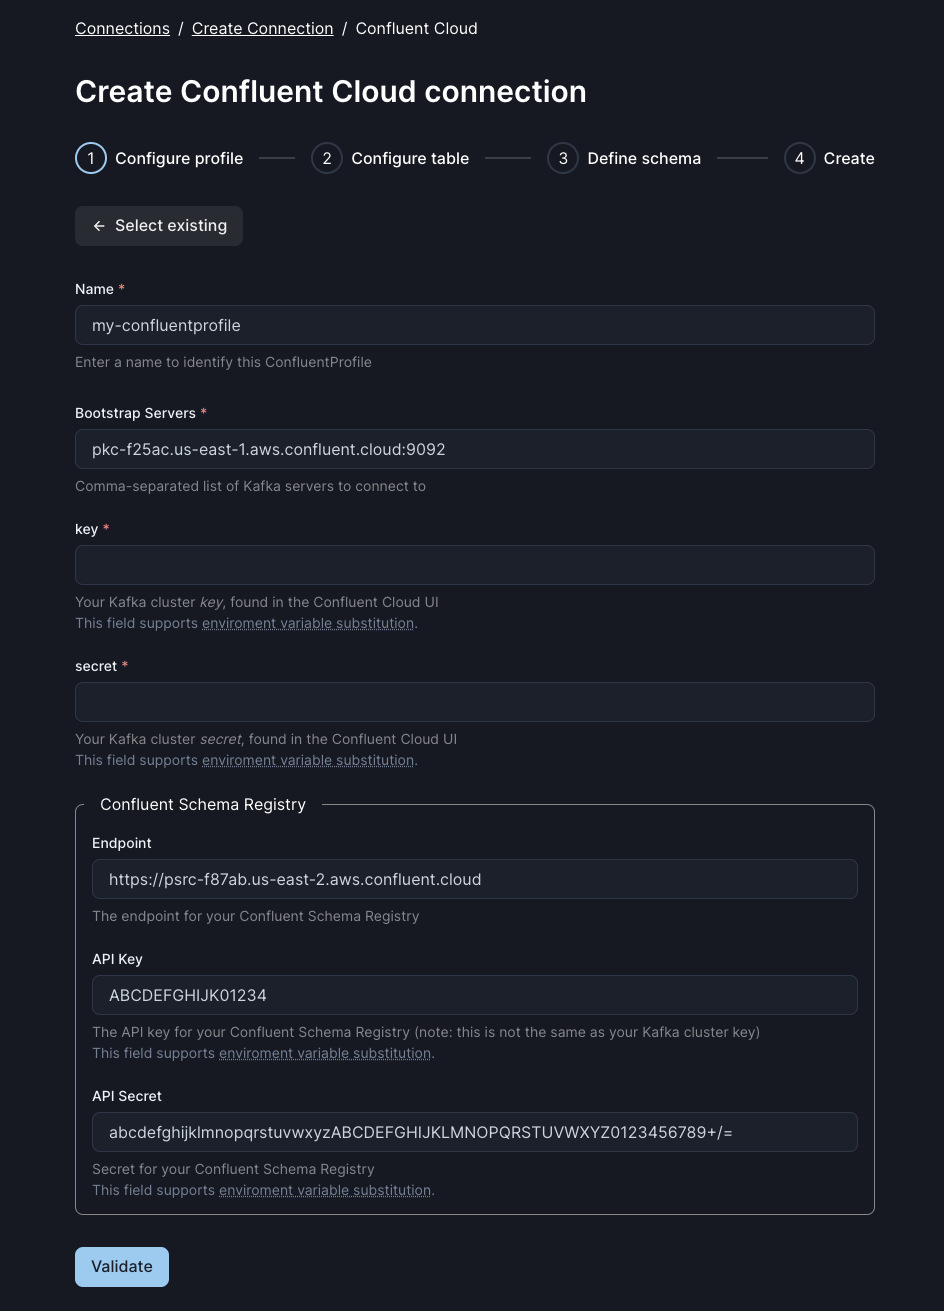 Connections / Create Connection / Confluent Cloud
Create Confluent Cloud connection
1 Configure profile 2 Configure table 3 Define schema 4 Create
← Select existing
Name *
my-confluentprofile
Enter a name to identify this ConfluentProfile
Bootstrap Servers *
pkc-f25ac.us-east-1.aws.confluent.cloud:9092
Comma-separated list of Kafka servers to connect to
key *
Your Kafka cluster key, found in the Confluent Cloud UI
This field supports enviroment variable substitution.
secret *
Your Kafka cluster secret, found in the Confluent Cloud UI
This field supports enviroment variable substitution.
Confluent Schema Registry
Endpoint
https://psrc-f87ab.us-east-2.aws.confluent.cloud
The endpoint for your Confluent Schema Registry
API Key
ABCDEFGHIJK01234
The API key for your Confluent Schema Registry (note: this is not the same as your Kafka cluster key)
This field supports enviroment variable substitution.
API Secret
abcdefghijklmnopqrstuvwxyzABCDEFGHIJKLMNOPQRSTUVWXYZ0123456789+/=
Secret for your Confluent Schema Registry
This field supports enviroment variable substitution.
Validate